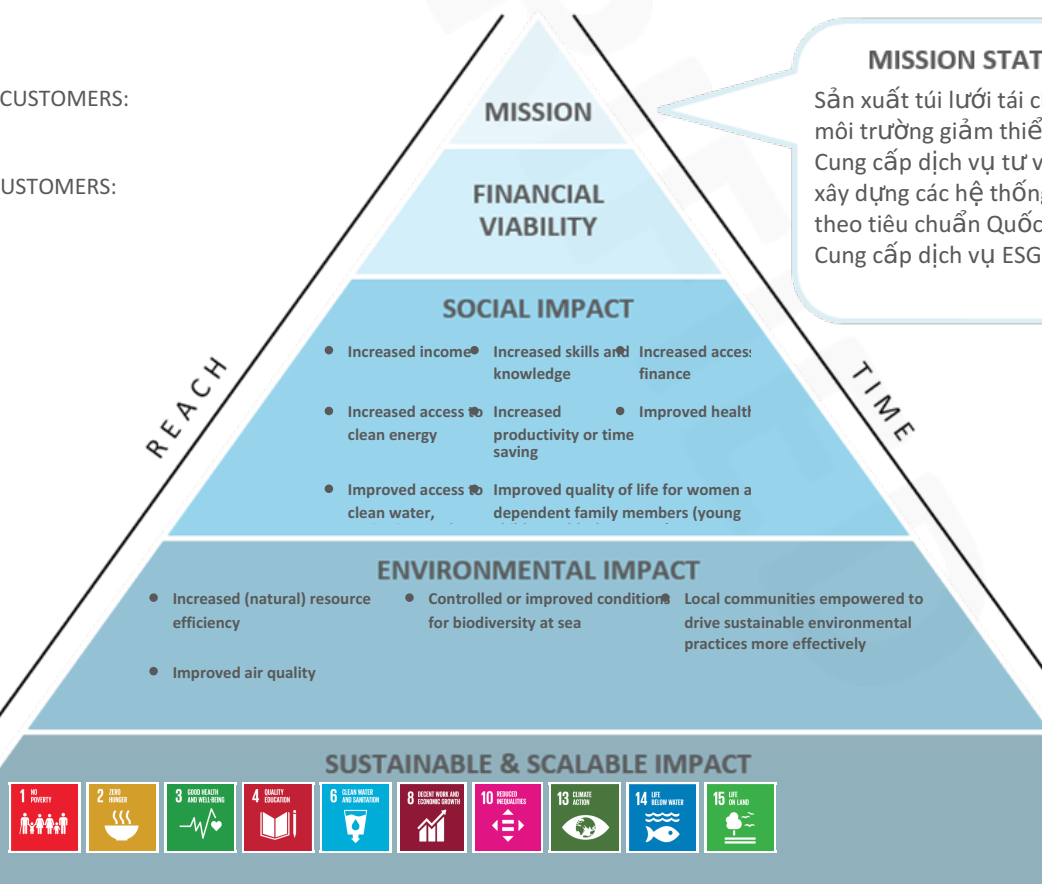 CUSTOMERS:
USTOMERS:
MISSION
FINANCIAL
VIABILITY
MISSION STAT
Sản xuất túi lưới tái c
môi trường giảm thiể
Cung cấp dịch vụ tư v
xây dựng các hệ thống
theo tiêu chuẩn Quốc
Cung cấp dịch vụ ESG
REACH
TIME
SOCIAL IMPACT
Increased income
Increased skills and
knowledge
Increased access
finance
Increased access to
clean energy
Increased
productivity or time
saving
Improved health
Improved access to
clean water,
Improved quality of life for women a
dependent family members (young
ENVIRONMENTAL IMPACT
Increased (natural) resource
efficiency
Controlled or improved conditions
for biodiversity at sea
Local communities empowered to
drive sustainable environmental
practices more effectively
Improved air quality
SUSTAINABLE & SCALABLE IMPACT
1 NO
POVERTY
2 ZERO
HUNGER
3 GOOD HEALTH
AND WELL-BEING
4 QUALITY
EDUCATION
6 CLEAN WATER
AND SANITATION
8 DECENT WORK AND
ECONOMIC GROWTH
10 REDUCED
INEQUALITIES
13 CLIMATE
ACTION
14 LIFE
BELOW WATER
15 LIFE
ON LAND